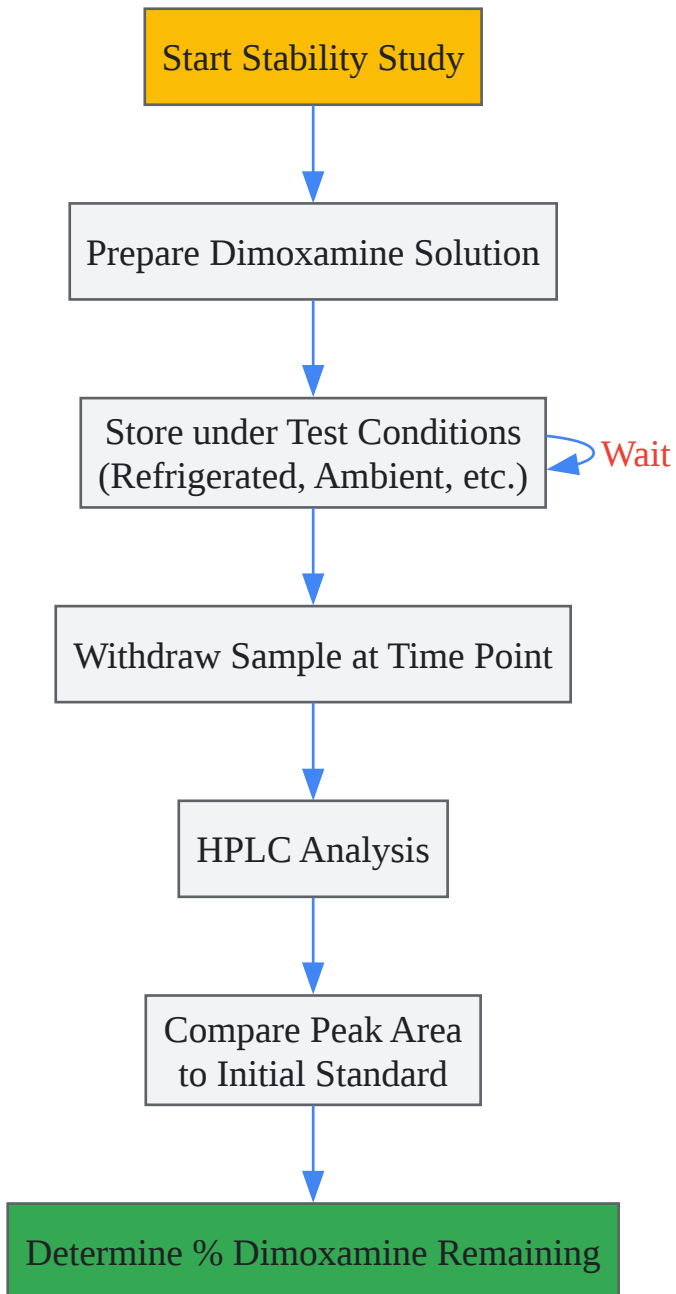 Start Stability Study
Prepare Dimoxamine Solution
Store under Test Conditions
(Refrigerated, Ambient, etc.)
Wait
Withdraw Sample at Time Point
HPLC Analysis
Compare Peak Area
to Initial Standard
Determine % Dimoxamine Remaining